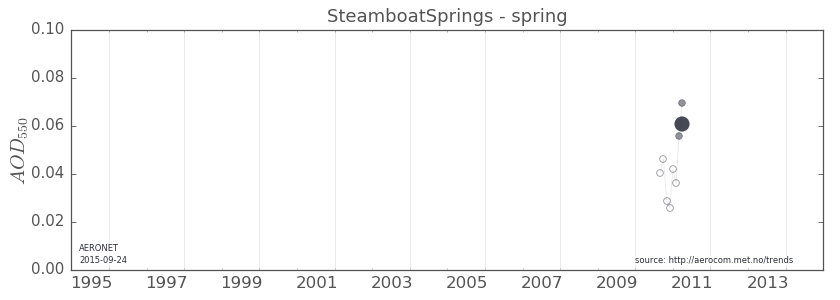 SteamboatSprings - spring
0.10
0.08
0.06
0.04
0.02
0.00
AOD550
AERONET
2015-09-24
source: http://aerocom.met.no/trends
1995 1997 1999 2001 2003 2005 2007 2009 2011 2013